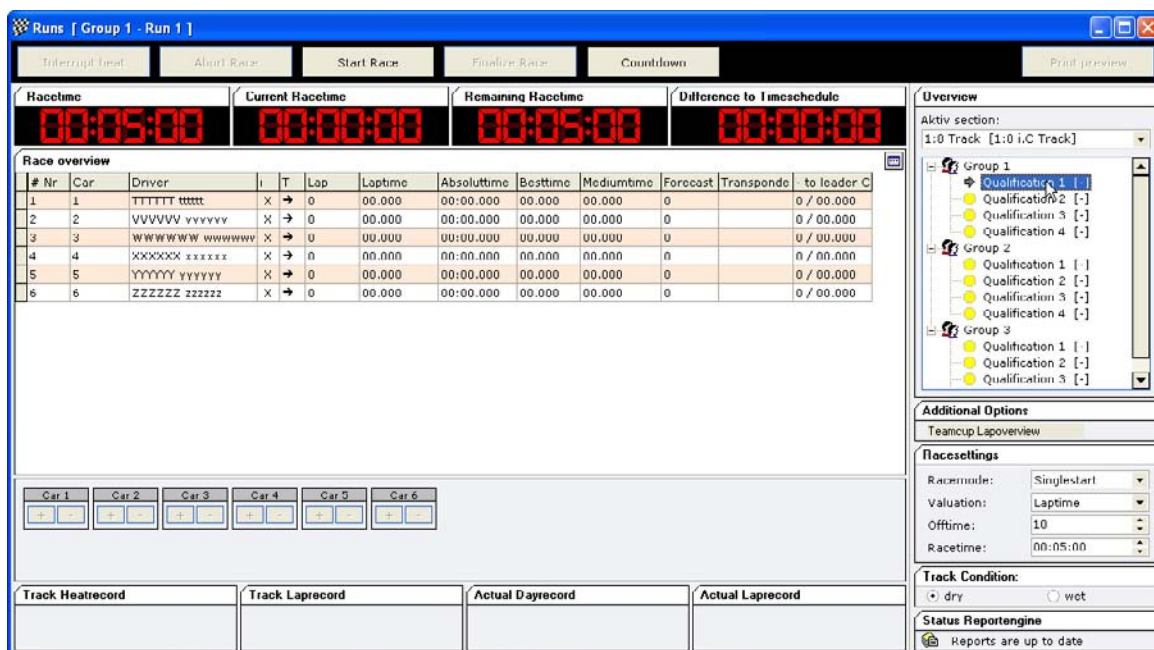 Runs [ Group 1 - Run 1 ]
Interrupt heat Abort Race Start Race Finalize Race Countdown Print preview
Racetime Current Racetime Remaining Racetime Difference to Timeschedule
00:05:00 00:00:00 00:05:00 00:00:00
Race overview
# Nr Car Driver i T Lap Laptime Absoluttime Besttime Mediumtime Forecast Transponde - to leader C
1 1 TTTTTT tttttt X 0 00.000 00:00.000 00.000 00.000 0 0 / 00.000
2 2 VVVVVV vvvvvv X 0 00.000 00:00.000 00.000 00.000 0 0 / 00.000
3 3 WWWWWW wwwwww X 0 00.000 00:00.000 00.000 00.000 0 0 / 00.000
4 4 XXXXXX xxxxxx X 0 00.000 00:00.000 00.000 00.000 0 0 / 00.000
5 5 YYYYYY yyyyyy X 0 00.000 00:00.000 00.000 00.000 0 0 / 00.000
6 6 ZZZZZZ zzzzzz X 0 00.000 00:00.000 00.000 00.000 0 0 / 00.000
Car 1 Car 2 Car 3 Car 4 Car 5 Car 6
+ - + - + - + - + - + -
Track Heatrecord Track Laprecord Actual Dayrecord Actual Laprecord
Overview
Aktiv section:
1:8 Track [1:8 i.C Track]
Group 1
Qualification 1 [-]
Qualification 2 [-]
Qualification 3 [-]
Qualification 4 [-]
Group 2
Qualification 1 [-]
Qualification 2 [-]
Qualification 3 [-]
Qualification 4 [-]
Group 3
Qualification 1 [-]
Qualification 2 [-]
Qualification 3 [-]
Additional Options
Teamcup Lapoverview
Racesettings
Racemode: Singlestart
Valuation: Laptime
Offtime: 10
Racetime: 00:05:00
Track Condition:
dry wet
Status Reportengine
Reports are up to date